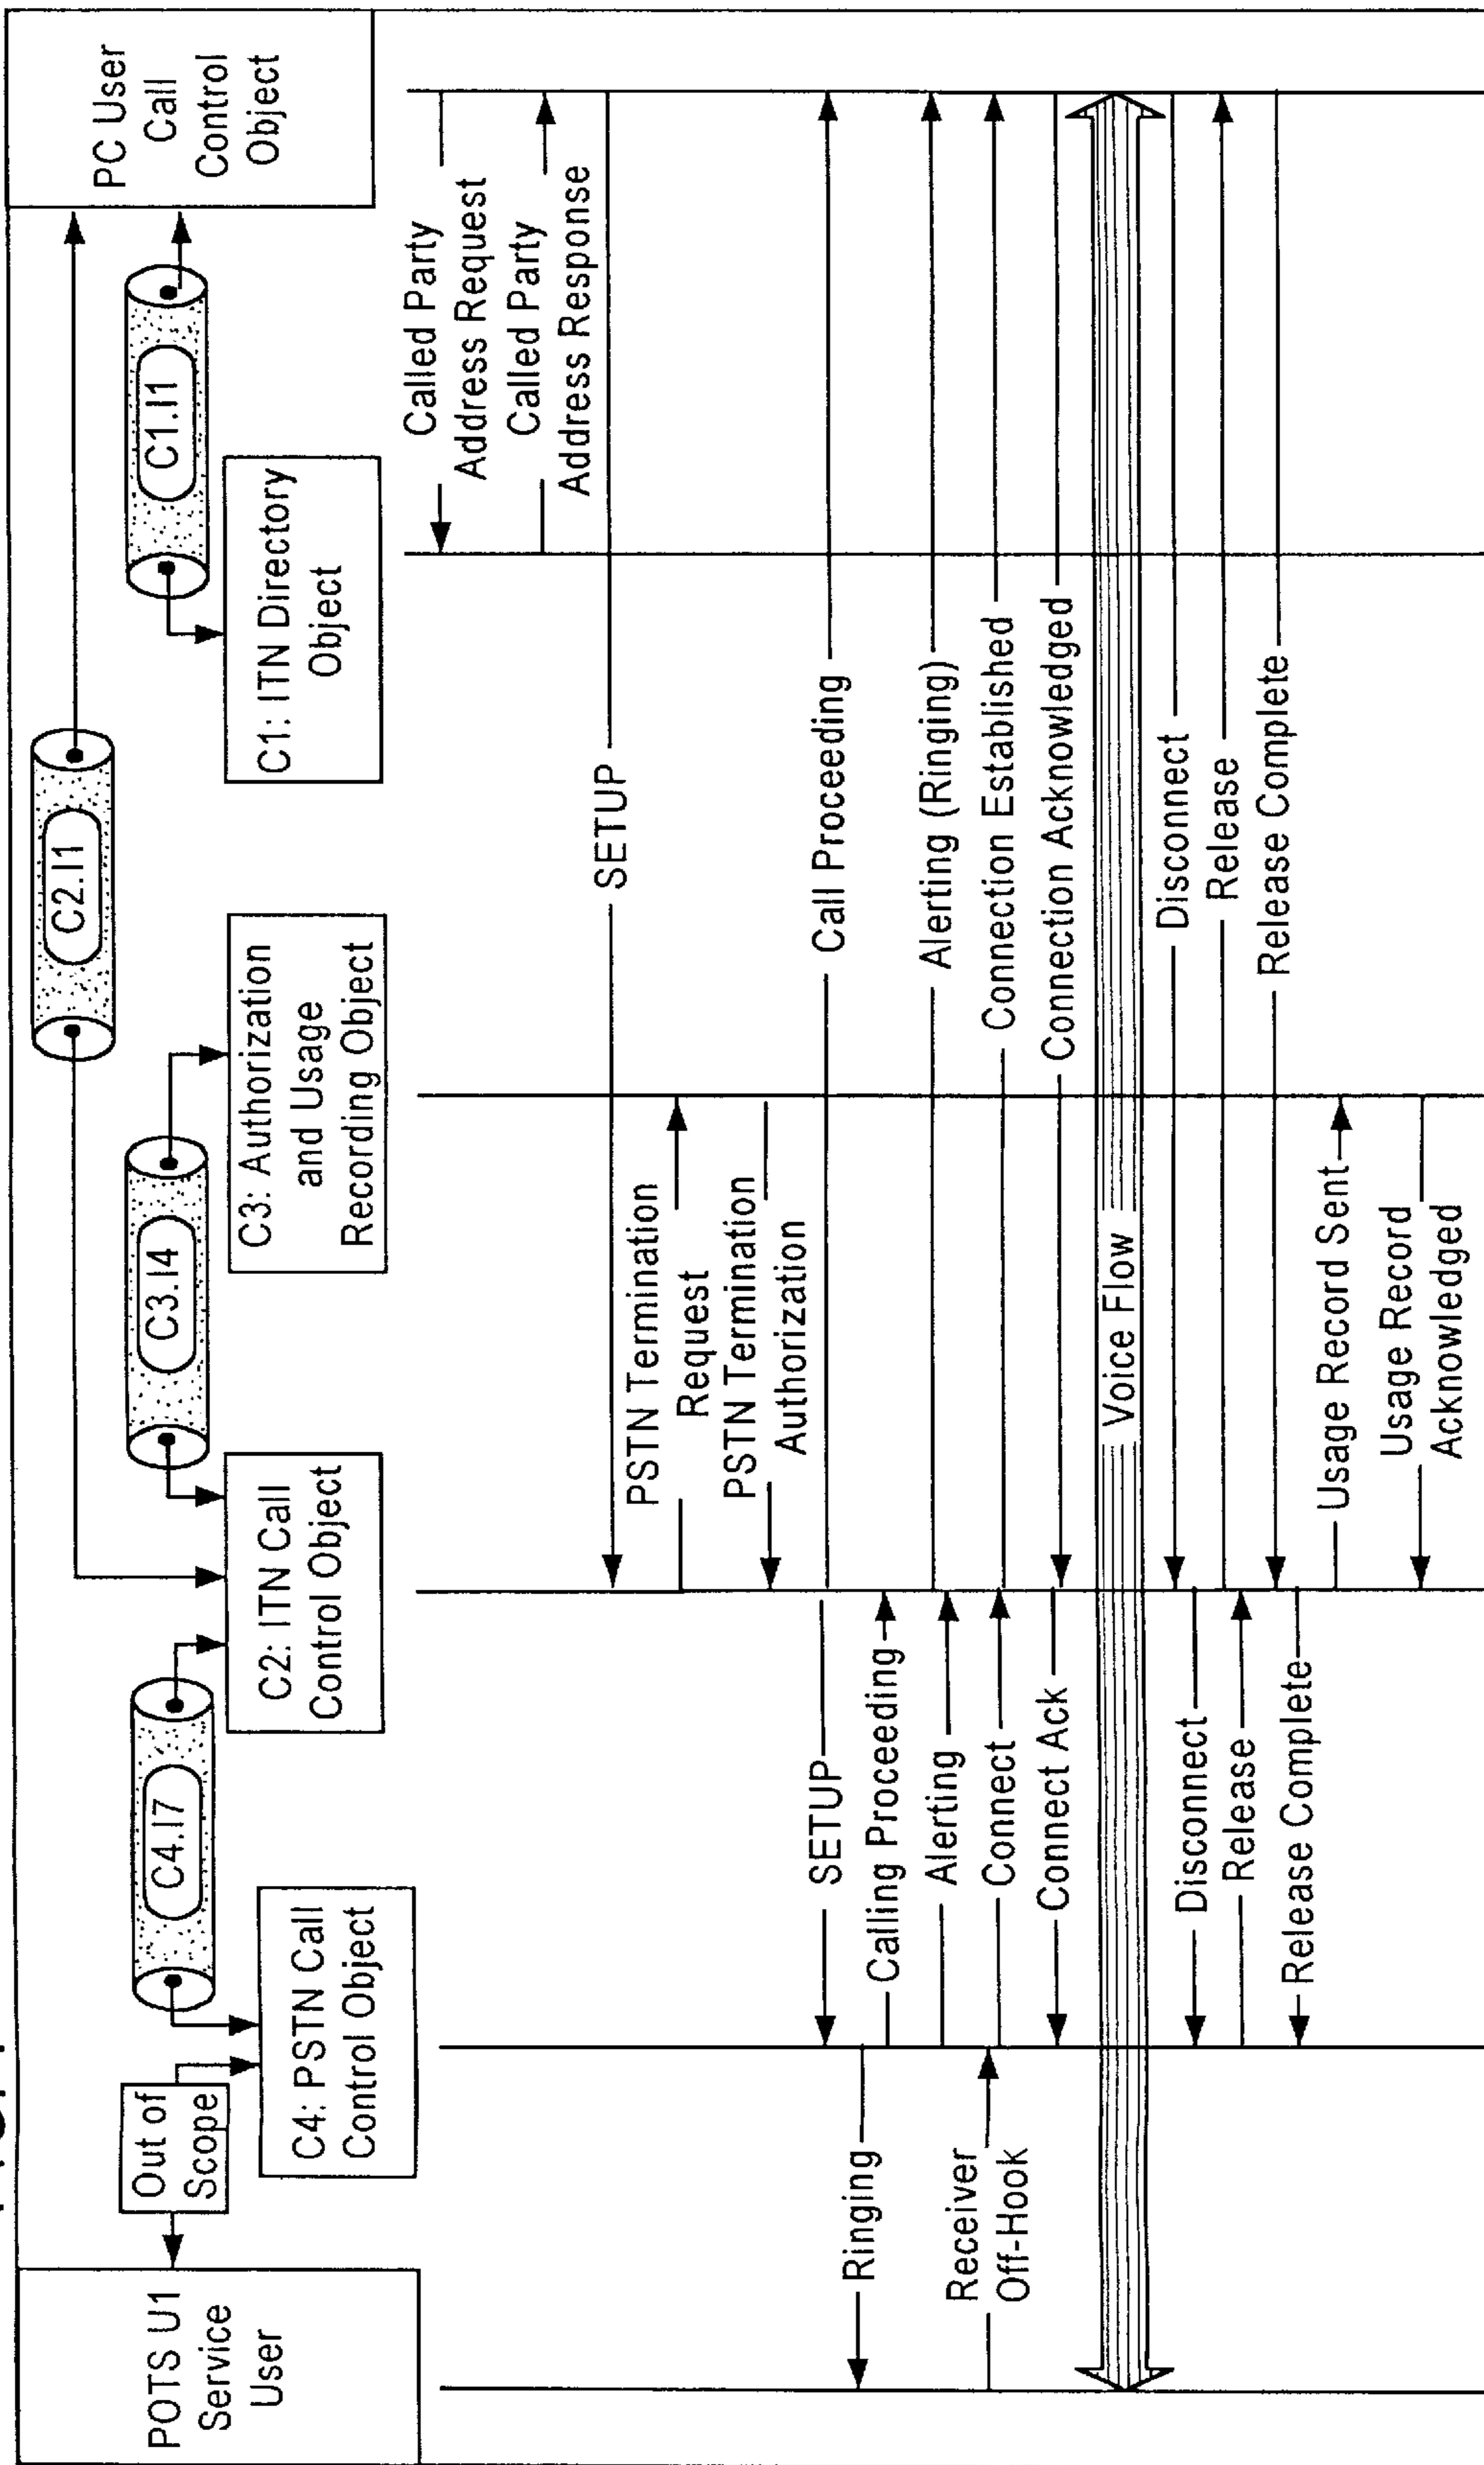 POTS U1
Service
User
Out of
Scope
C4: PSTN Call
Control Object
C4.I7
C2: ITN Call
Control Object
C3.I4
C3: Authorization
and Usage
Recording Object
C2.I1
C1: ITN Directory
Object
C1.I1
PC User
Call
Control
Object
Called Party
Address Request
Called Party
Address Response
SETUP
PSTN Termination
Request
PSTN Termination
Authorization
SETUP
Call Proceeding
Ringing
Calling Proceeding
Alerting
Alerting (Ringing)
Receiver
Off-Hook
Connect
Connection Established
Connect Ack
Connection Acknowledged
Voice Flow
Disconnect
Disconnect
Release
Release
Release Complete
Release Complete
Usage Record Sent
Usage Record
Acknowledged